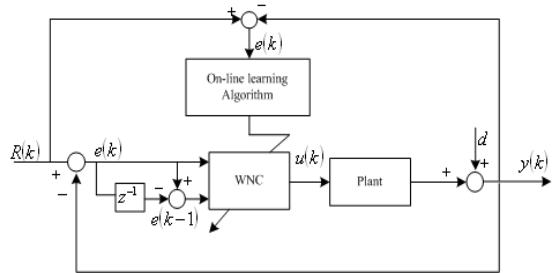 + −
e(k)
On-line learning
Algorithm
R(k) e(k) u(k) d y(k)
+ − + WNC Plant + +
z⁻¹ −
e(k−1)